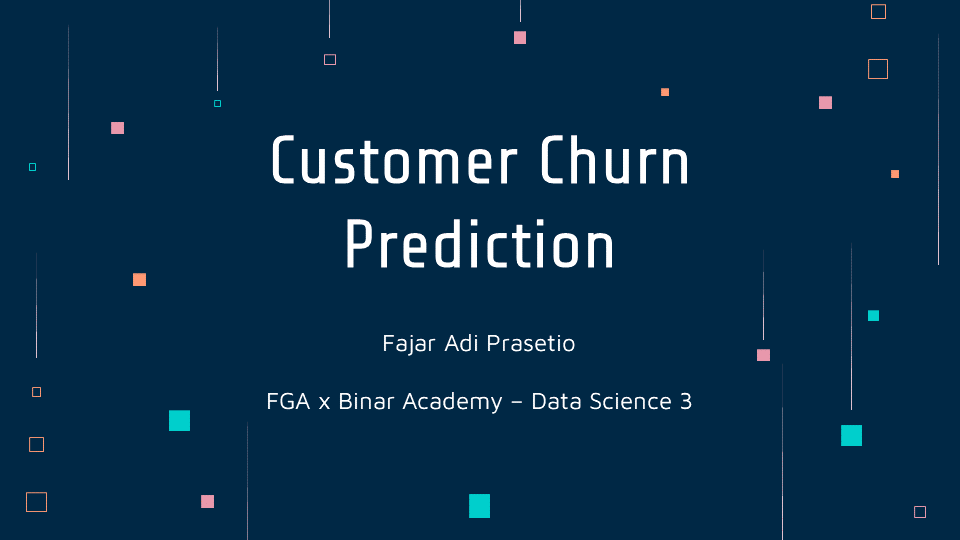 Customer Churn
Prediction
Fajar Adi Prasetio
FGA x Binar Academy – Data Science 3